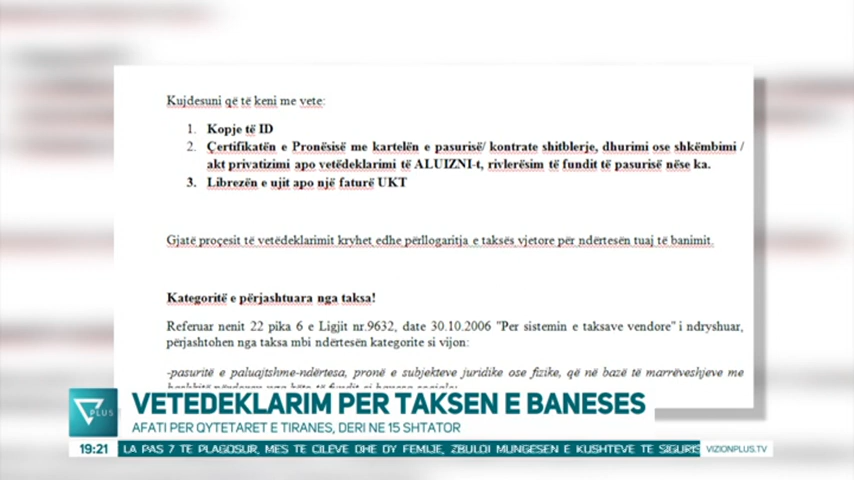 Kujdesuni që të keni me vete:
1. Kopje të ID
2. Çertifikatën e Pronësisë me kartelën e pasurisë/ kontrate shitblerje, dhurimi ose shkëmbimi /
akt privatizimi apo vetëdeklarimi të ALUIZNI-t, rivlerësim të fundit të pasurisë nëse ka.
3. Librezën e ujit apo një faturë UKT
Gjatë proçesit të vetëdeklarimit kryhet edhe përllogaritja e taksës vjetore për ndërtesën tuaj të banimit.
Kategoritë e përjashtuara nga taksa!
Referuar nenit 22 pika 6 e Ligjit nr.9632, date 30.10.2006 "Per sistemin e taksave vendore" i ndryshuar,
përjashtohen nga taksa mbi ndërtesën kategorite si vijon:
-pasuritë e paluajtshme-ndërtesa, pronë e subjekteve juridike ose fizike, që në bazë të marrëveshjeve me
PLUS
VETEDEKLARIM PER TAKSEN E BANESES
AFATI PER QYTETARET E TIRANES, DERI NE 15 SHTATOR
19:21
LA PAS 7 TE PLAGOSUR, MES TE CILEVE DHE DY FEMIJE, ZBULOI MUNGESEN E KUSHTEVE TE SIGURIS
VIZIONPLUS.TV